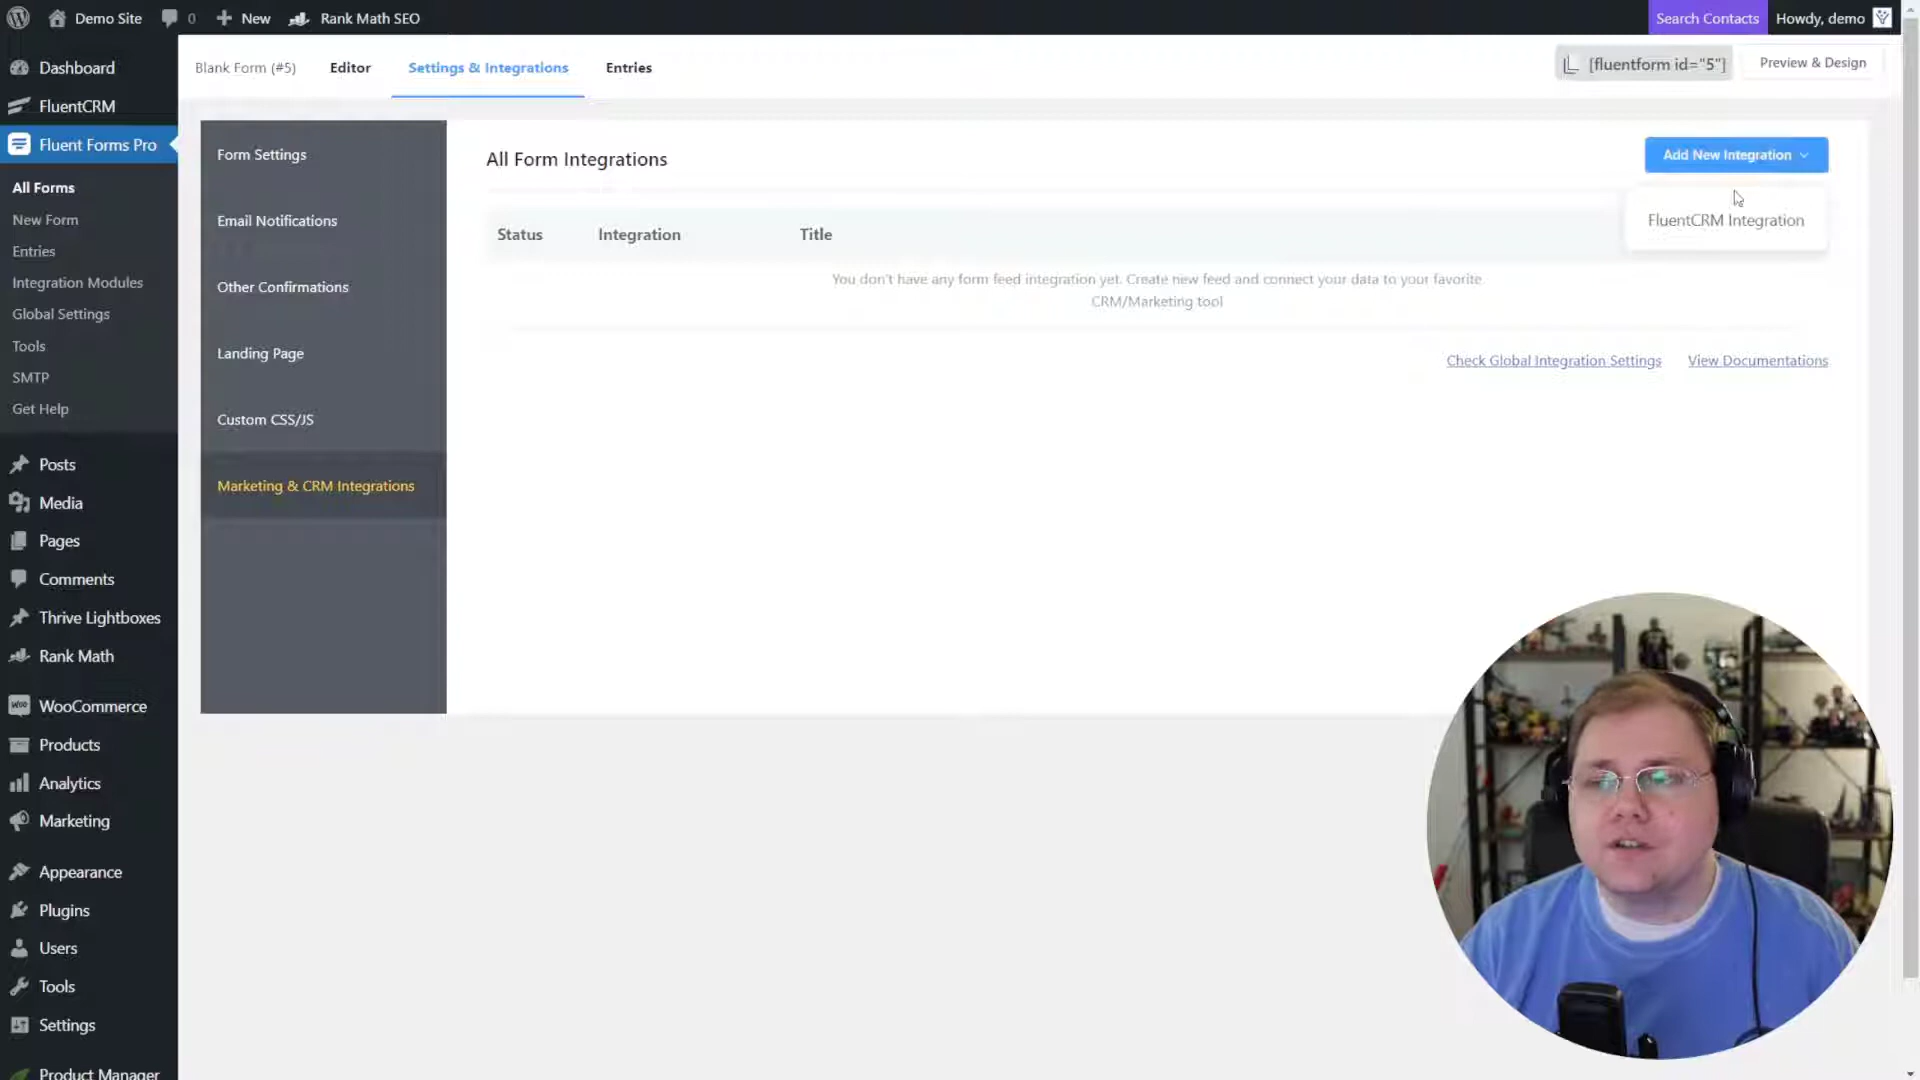 Demo Site
0
New
Rank Math SEO
Search Contacts
Howdy, demo
Dashboard
FluentCRM
Fluent Forms Pro
All Forms
New Form
Entries
Integration Modules
Global Settings
Tools
SMTP
Get Help
Posts
Media
Pages
Comments
Thrive Lightboxes
Rank Math
WooCommerce
Products
Analytics
Marketing
Appearance
Plugins
Users
Tools
Settings
Product Manager
Blank Form (#5)
Editor
Settings & Integrations
Entries
[fluentform id="5"]
Preview & Design
Form Settings
Email Notifications
Other Confirmations
Landing Page
Custom CSS/JS
Marketing & CRM Integrations
All Form Integrations
Add New Integration
FluentCRM Integration
Status
Integration
Title
You don't have any form feed integration yet. Create new feed and connect your data to your favorite
CRM/Marketing tool
Check Global Integration Settings
View Documentations